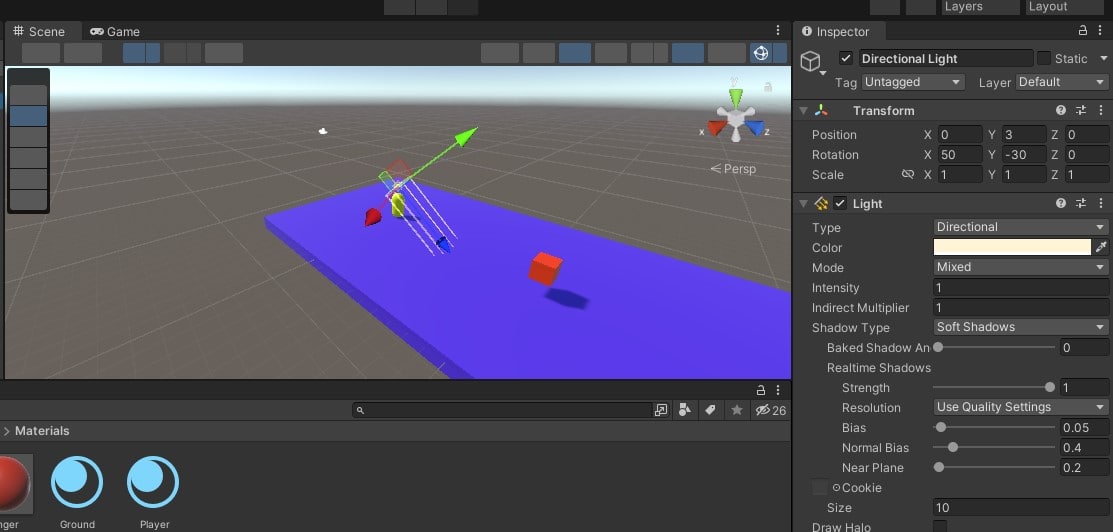 Layers Layout
Scene Game
Inspector
Directional Light Static
Tag Untagged Layer Default
Transform
Position X 0 Y 3 Z 0
Rotation X 50 Y -30 Z 0
Scale X 1 Y 1 Z 1
Light
Type Directional
Color
Mode Mixed
Intensity 1
Indirect Multiplier 1
Shadow Type Soft Shadows
Baked Shadow An 0
Realtime Shadows
Strength 1
Resolution Use Quality Settings
Bias 0.05
Normal Bias 0.4
Near Plane 0.2
Cookie
Size 10
Draw Halo
y
x z
< Persp
26
Materials
nger Ground Player